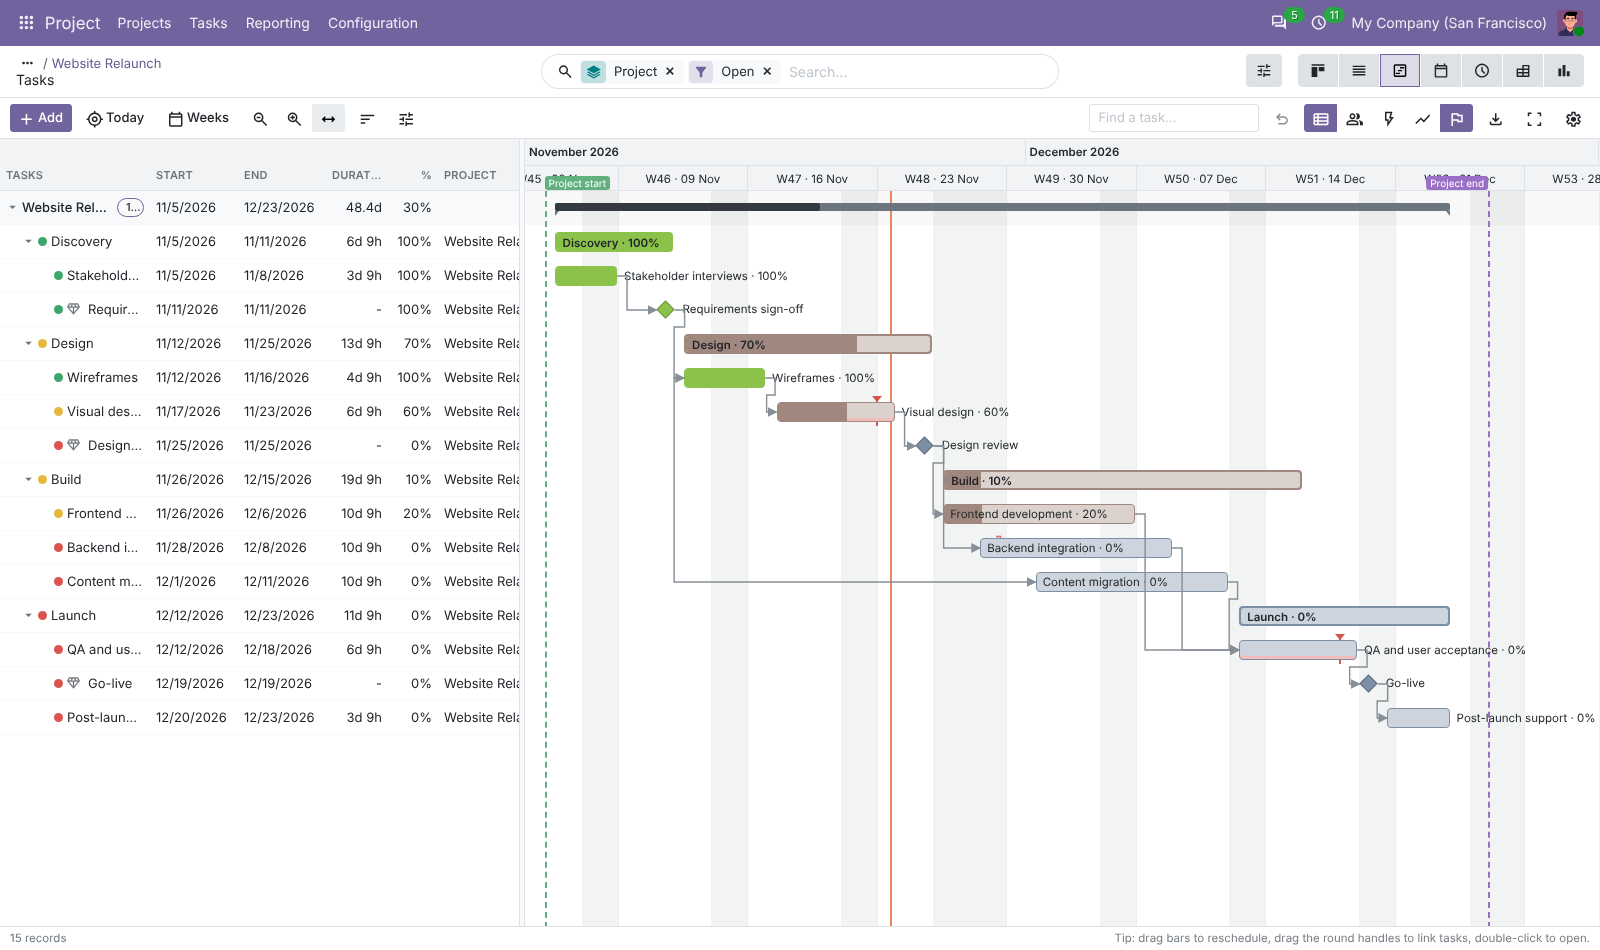 Project Projects Tasks Reporting Configuration 5 11 My Company (San Francisco)
... / Website Relaunch
Tasks
Project × Open × Search...
Add Today Weeks Find a task...
TASKS START END DURAT... % PROJECT
November 2026 December 2026
W46 · 09 Nov W47 · 16 Nov W48 · 23 Nov W49 · 30 Nov W50 · 07 Dec W51 · 14 Dec W53 · 28
Project start Project end
Website Rel... 1... 11/5/2026 12/23/2026 48.4d 30%
Discovery 11/5/2026 11/11/2026 6d 9h 100% Website Rela
Discovery · 100%
Stakehold... 11/5/2026 11/8/2026 3d 9h 100% Website Rela
Stakeholder interviews · 100%
Requir... 11/11/2026 11/11/2026 - 100% Website Rela
Requirements sign-off
Design 11/12/2026 11/25/2026 13d 9h 70% Website Rela
Design · 70%
Wireframes 11/12/2026 11/16/2026 4d 9h 100% Website Rela
Wireframes · 100%
Visual des... 11/17/2026 11/23/2026 6d 9h 60% Website Rela
Visual design · 60%
Design... 11/25/2026 11/25/2026 - 0% Website Rela
Design review
Build 11/26/2026 12/15/2026 19d 9h 10% Website Rela
Build · 10%
Frontend ... 11/26/2026 12/6/2026 10d 9h 20% Website Rela
Frontend development · 20%
Backend i... 11/28/2026 12/8/2026 10d 9h 0% Website Rela
Backend integration · 0%
Content m... 12/1/2026 12/11/2026 10d 9h 0% Website Rela
Content migration · 0%
Launch 12/12/2026 12/23/2026 11d 9h 0% Website Rela
Launch · 0%
QA and us... 12/12/2026 12/18/2026 6d 9h 0% Website Rela
QA and user acceptance · 0%
Go-live 12/19/2026 12/19/2026 - 0% Website Rela
Go-live
Post-laun... 12/20/2026 12/23/2026 3d 9h 0% Website Rela
Post-launch support · 0%
15 records
Tip: drag bars to reschedule, drag the round handles to link tasks, double-click to open.